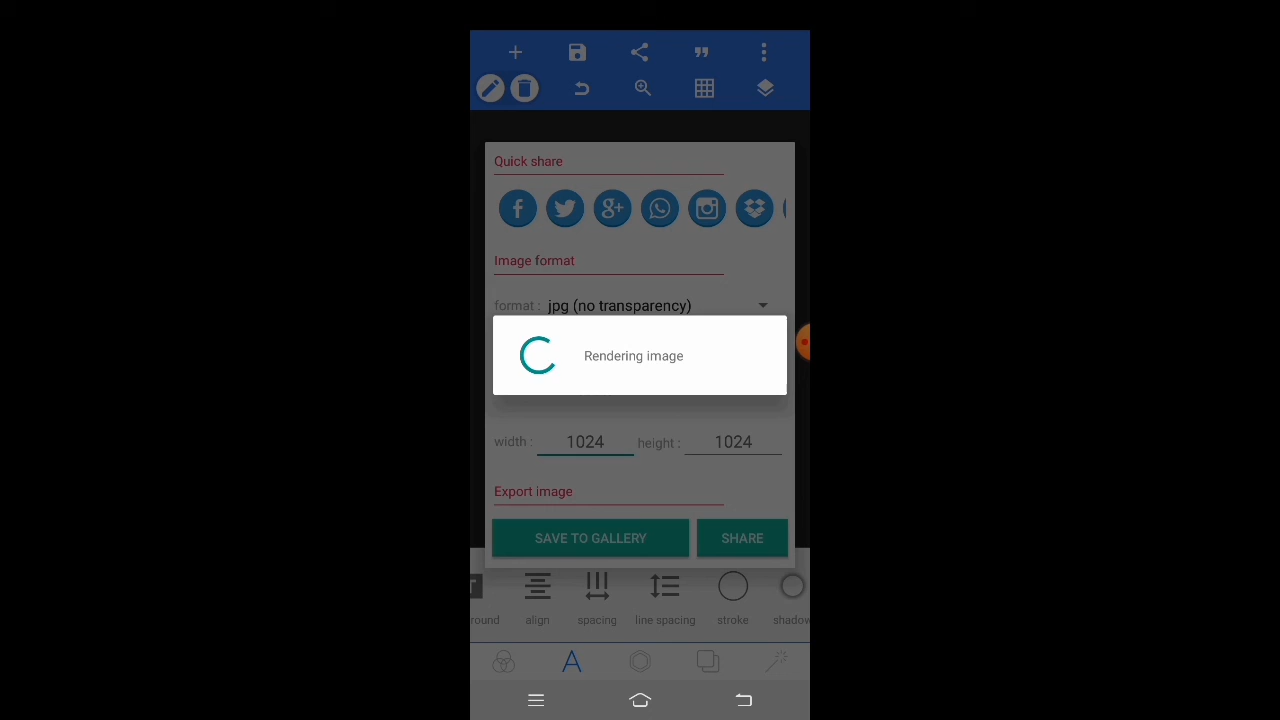 Quick share
Image format
format : jpg (no transparency)
Rendering image
width : 1024 height : 1024
Export image
SAVE TO GALLERY SHARE
round align spacing line spacing stroke shadow